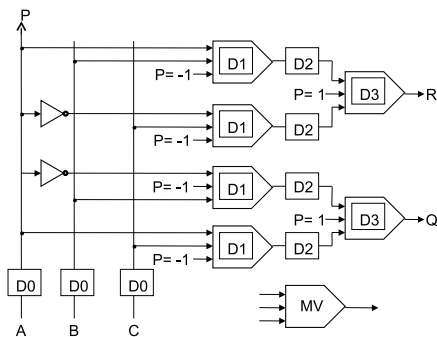 P
D1
D2
P= -1
P= 1
D3
R
D1
D2
P= -1
D1
D2
P= -1
P= 1
D3
Q
D1
D2
P= -1
D0
D0
D0
MV
A
B
C